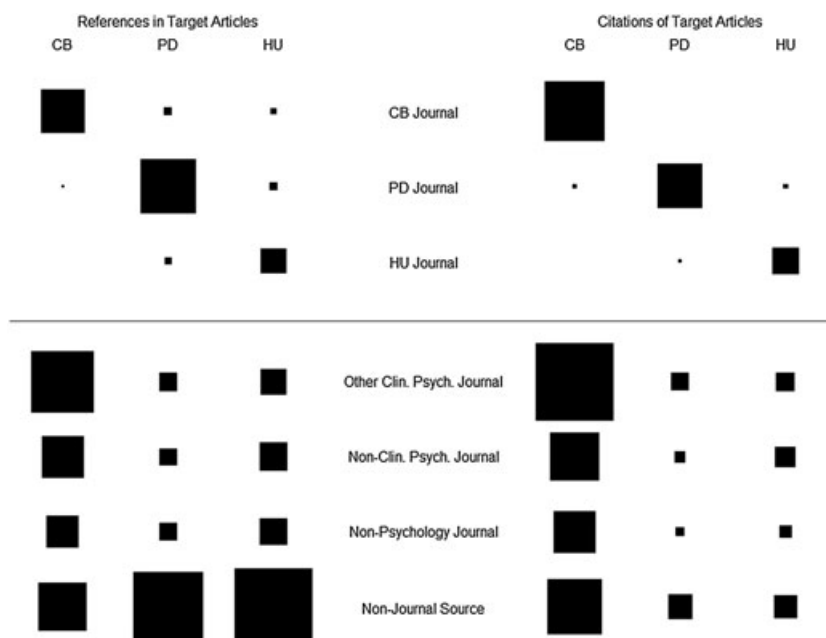 References in Target Articles
Citations of Target Articles
CB PD HU
CB PD HU
CB Journal
PD Journal
HU Journal
Other Clin. Psych. Journal
Non-Clin. Psych. Journal
Non-Psychology Journal
Non-Journal Source